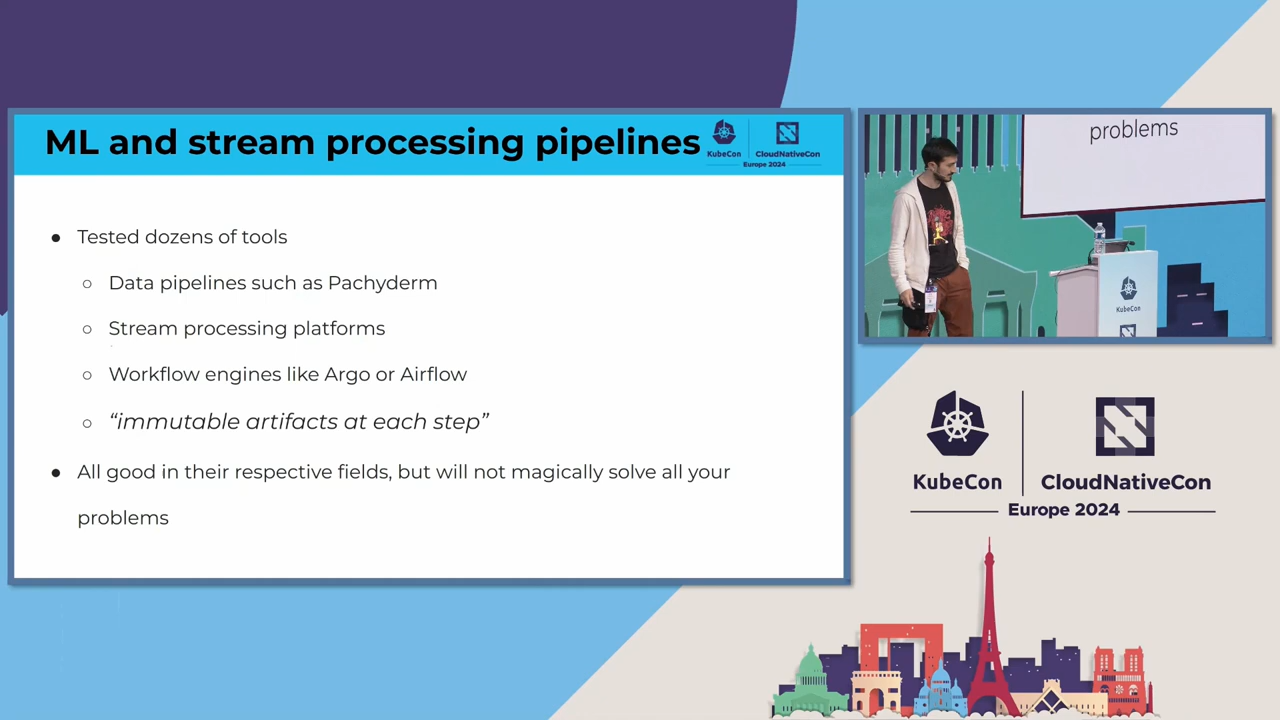 ML and stream processing pipelines
KubeCon
CloudNativeCon
Europe 2024
● Tested dozens of tools
○ Data pipelines such as Pachyderm
○ Stream processing platforms
○ Workflow engines like Argo or Airflow
○ “immutable artifacts at each step”
● All good in their respective fields, but will not magically solve all your
problems
problems
KubeCon
KubeCon
CloudNativeCon
Europe 2024